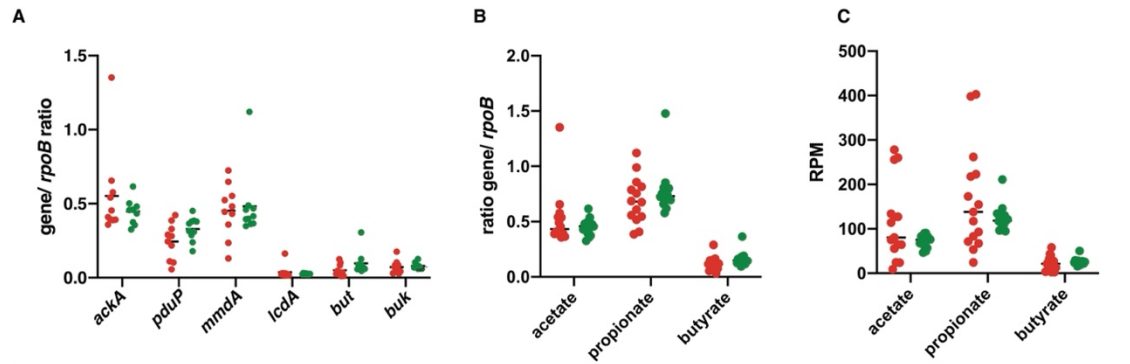 A
gene/ rpoB ratio
1.5
1.0
0.5
0.0
ackA
pduP
mmdA
lcdA
but
buk
B
ratio gene/ rpoB
2.0
1.5
1.0
0.5
0.0
acetate
propionate
butyrate
C
RPM
500
400
300
200
100
0
acetate
propionate
butyrate